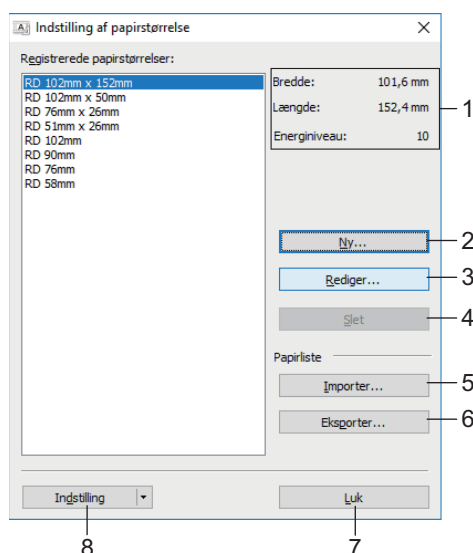 Indstilling af papirstørrelse
Registrerede papirstørrelser:
RD 102mm x 152mm
RD 102mm x 50mm
RD 76mm x 26mm
RD 51mm x 26mm
RD 102mm
RD 90mm
RD 76mm
RD 58mm
Bredde: 101,6 mm
Længde: 152,4 mm
Energiniveau: 10
1
Ny... 2
Rediger... 3
Slet 4
Papirliste
Importer... 5
Eksporter... 6
Indstilling
Luk
8 7